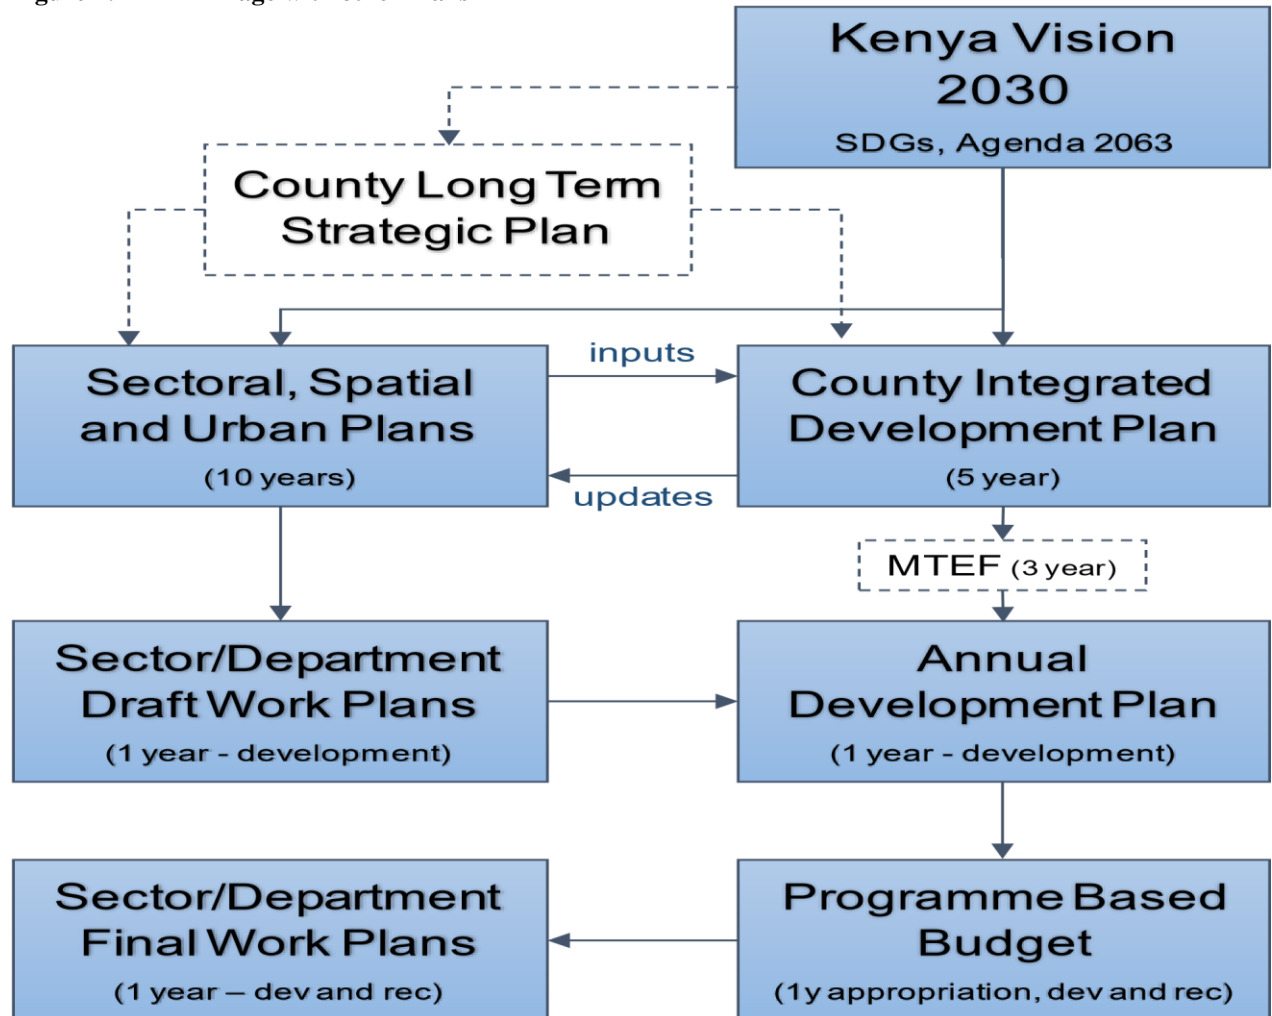 Kenya Vision
2030
SDGs, Agenda 2063
County Long Term
Strategic Plan
Sectoral, Spatial
and Urban Plans
(10 years)
inputs
updates
County Integrated
Development Plan
(5 year)
MTEF (3 year)
Sector/Department
Draft Work Plans
(1 year - development)
Annual
Development Plan
(1 year - development)
Sector/Department
Final Work Plans
(1 year – dev and rec)
Programme Based
Budget
(1y appropriation, dev and rec)